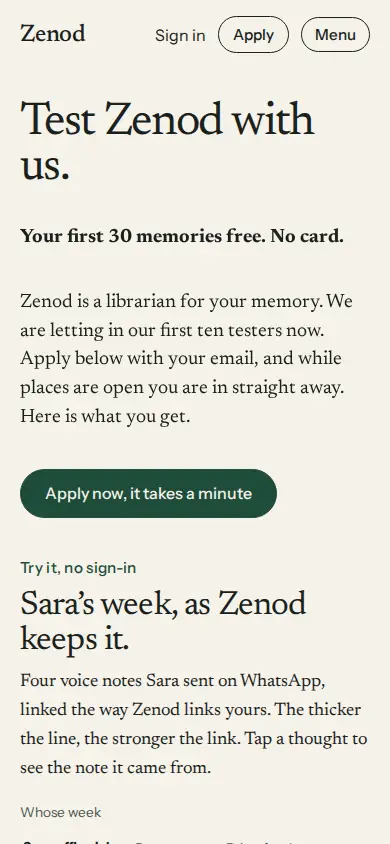 Zenod
Sign in
Apply
Menu
Test Zenod with
us.
Your first 30 memories free. No card.
Zenod is a librarian for your memory. We
are letting in our first ten testers now.
Apply below with your email, and while
places are open you are in straight away.
Here is what you get.
Apply now, it takes a minute
Try it, no sign-in
Sara’s week, as Zenod
keeps it.
Four voice notes Sara sent on WhatsApp,
linked the way Zenod links yours. The thicker
the line, the stronger the link. Tap a thought to
see the note it came from.
Whose week